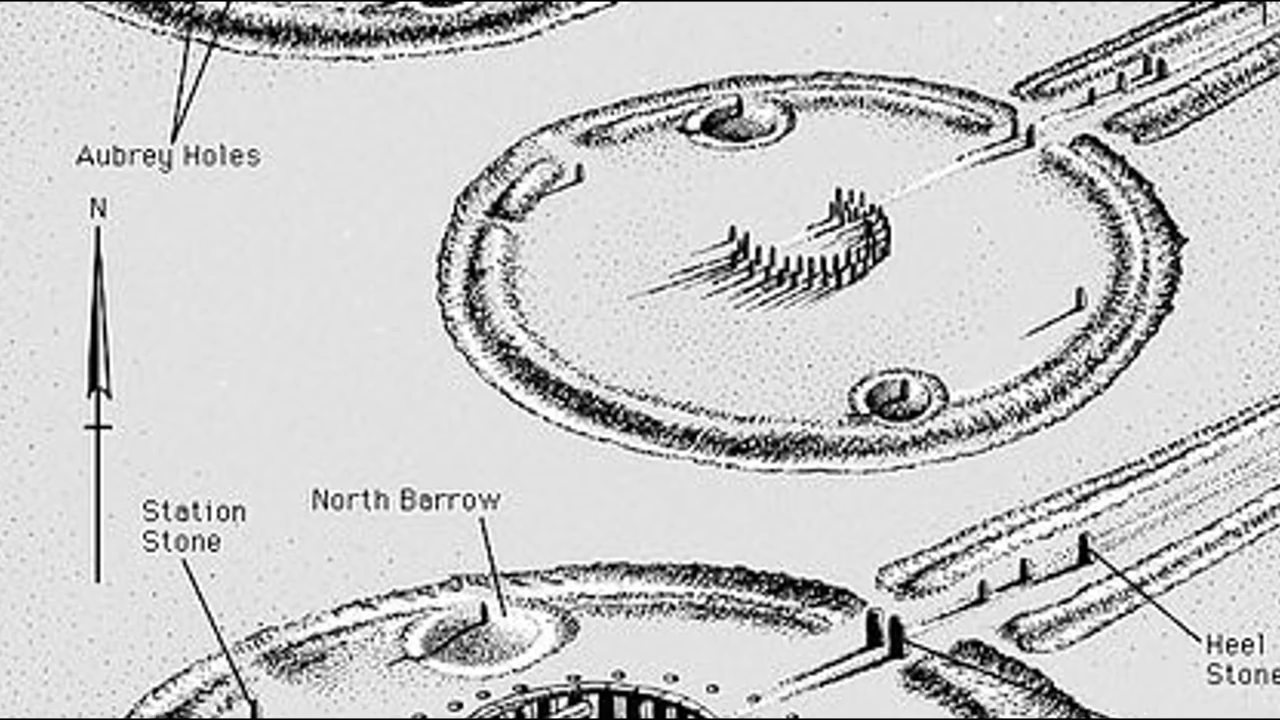 Aubrey Holes
N
Station
Stone
North Barrow
Heel
Stone